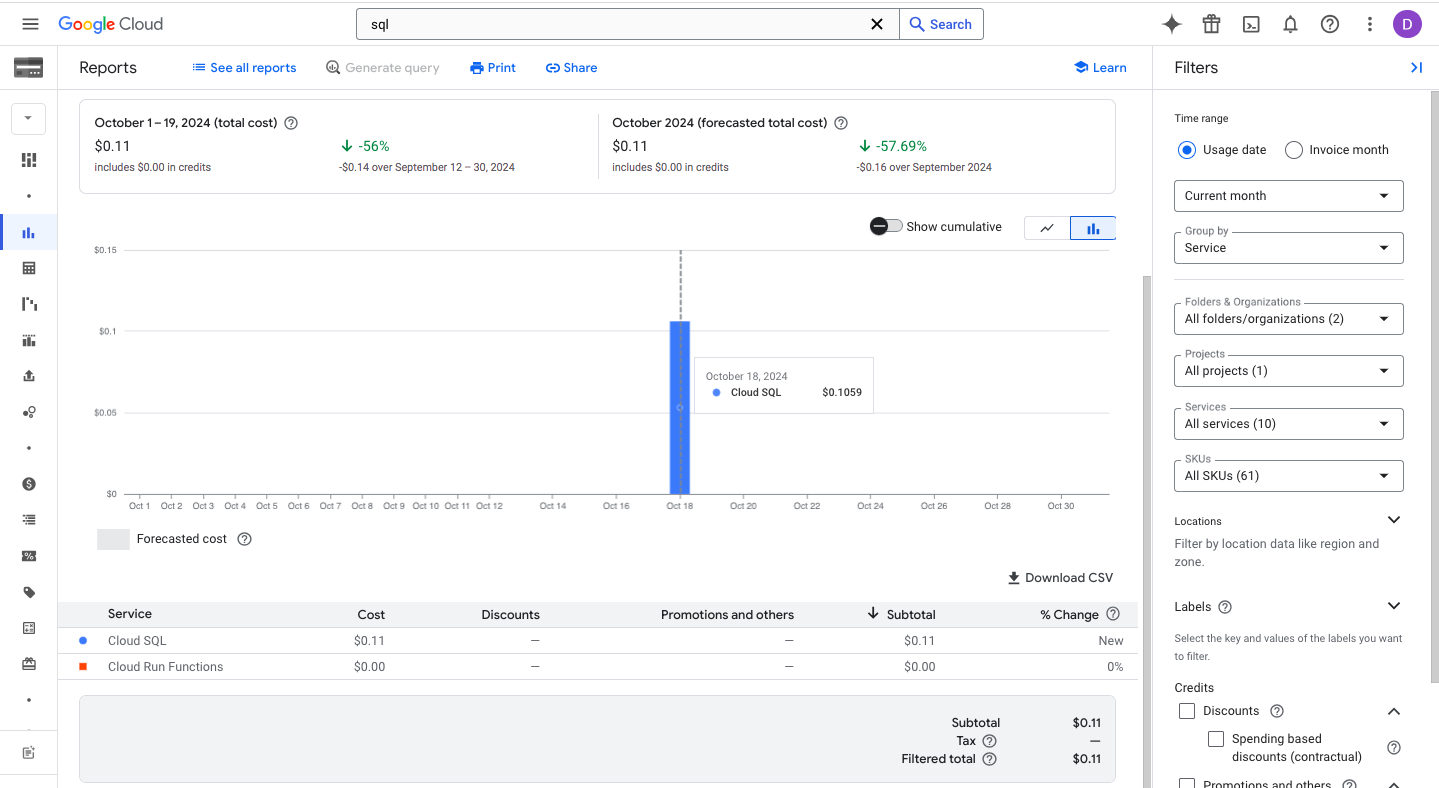 Google Cloud
sql
Search
D
Reports
See all reports
Generate query
Print
Share
Learn
Filters
October 1 – 19, 2024 (total cost)
$0.11
-56%
includes $0.00 in credits
-$0.14 over September 12 – 30, 2024
October 2024 (forecasted total cost)
$0.11
-57.69%
includes $0.00 in credits
-$0.16 over September 2024
Show cumulative
$0.15
$0.1
$0.05
$0
October 18, 2024
Cloud SQL $0.1059
Oct 1 Oct 2 Oct 3 Oct 4 Oct 5 Oct 6 Oct 7 Oct 8 Oct 9 Oct 10 Oct 11 Oct 12 Oct 14 Oct 16 Oct 18 Oct 20 Oct 22 Oct 24 Oct 26 Oct 28 Oct 30
Forecasted cost
Download CSV
Service Cost Discounts Promotions and others Subtotal % Change
Cloud SQL $0.11 — — $0.11 New
Cloud Run Functions $0.00 — — $0.00 0%
Subtotal $0.11
Tax —
Filtered total $0.11
Time range
Usage date
Invoice month
Current month
Group by
Service
Folders & Organizations
All folders/organizations (2)
Projects
All projects (1)
Services
All services (10)
SKUs
All SKUs (61)
Locations
Filter by location data like region and
zone.
Labels
Select the key and values of the labels you want
to filter.
Credits
Discounts
Spending based
discounts (contractual)
Promotions and others